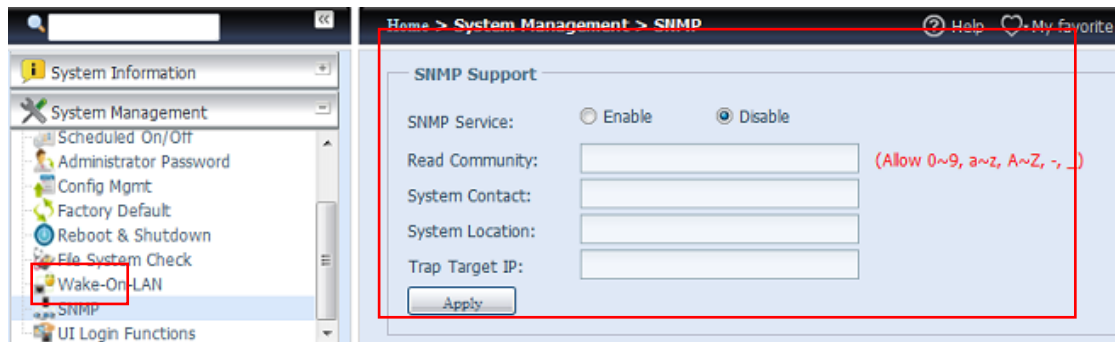 Home > System Management > SNMP
Help
My favorite
System Information
System Management
Scheduled On/Off
Administrator Password
Config Mgmt
Factory Default
Reboot & Shutdown
File System Check
Wake-On-LAN
SNMP
UI Login Functions
SNMP Support
SNMP Service: Enable Disable
Read Community: (Allow 0~9, a~z, A~Z, -, _)
System Contact:
System Location:
Trap Target IP:
Apply